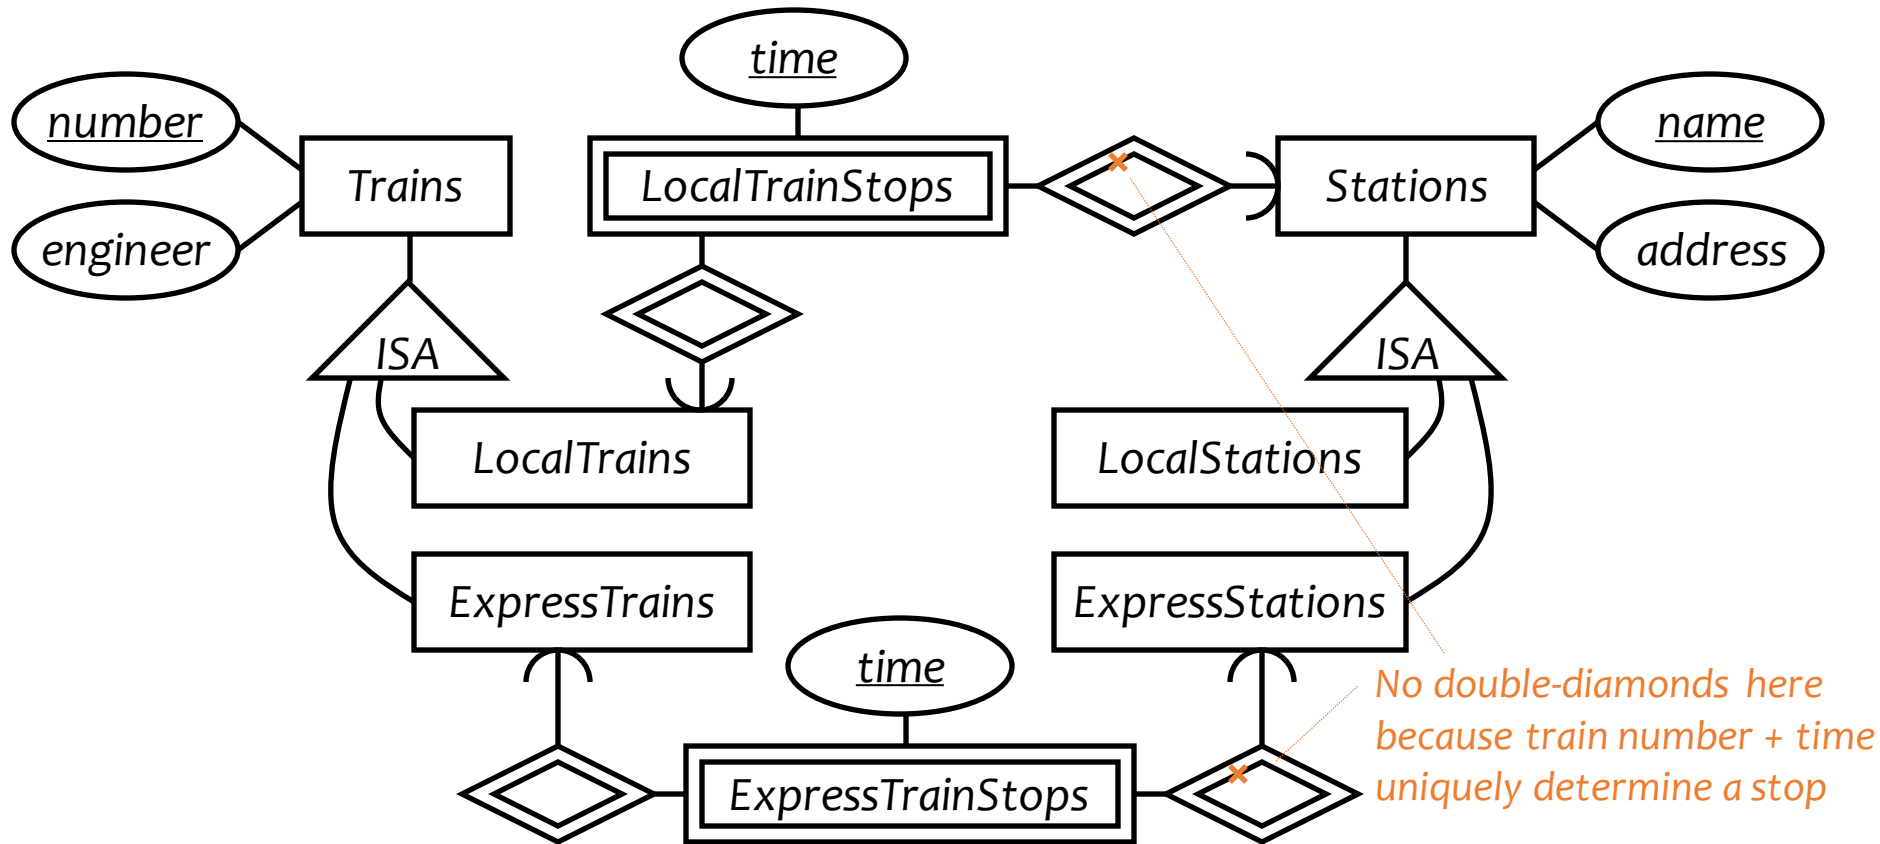 time
number
name
Trains
LocalTrainStops
Stations
engineer
address
ISA
ISA
LocalTrains
LocalStations
ExpressTrains
ExpressStations
time
No double-diamonds here
because train number + time
uniquely determine a stop
ExpressTrainStops